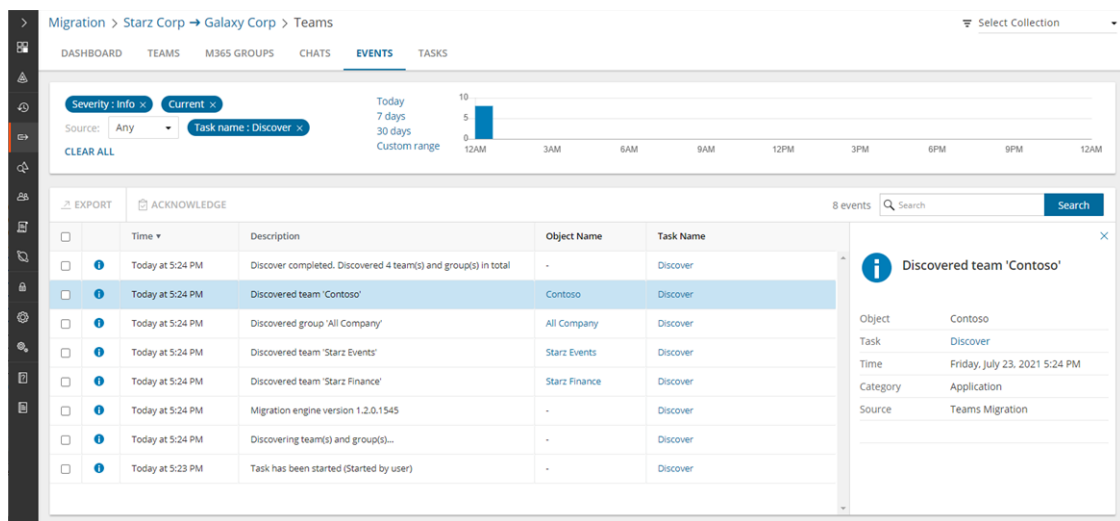 Migration > Starz Corp → Galaxy Corp > Teams
Select Collection
DASHBOARD TEAMS M365 GROUPS CHATS EVENTS TASKS
Severity : Info × Current ×
Source: Any Task name : Discover ×
CLEAR ALL
Today
7 days
30 days
Custom range
10
5
0
12AM 3AM 6AM 9AM 12PM 3PM 6PM 9PM 12AM
EXPORT ACKNOWLEDGE 8 events Search Search
Time Description Object Name Task Name
Today at 5:24 PM Discover completed. Discovered 4 team(s) and group(s) in total - Discover
Today at 5:24 PM Discovered team 'Contoso' Contoso Discover
Today at 5:24 PM Discovered group 'All Company' All Company Discover
Today at 5:24 PM Discovered team 'Starz Events' Starz Events Discover
Today at 5:24 PM Discovered team 'Starz Finance' Starz Finance Discover
Today at 5:24 PM Migration engine version 1.2.0.1545 - Discover
Today at 5:24 PM Discovering team(s) and group(s)... - Discover
Today at 5:23 PM Task has been started (Started by user) - Discover
Discovered team 'Contoso'
Object Contoso
Task Discover
Time Friday, July 23, 2021 5:24 PM
Category Application
Source Teams Migration